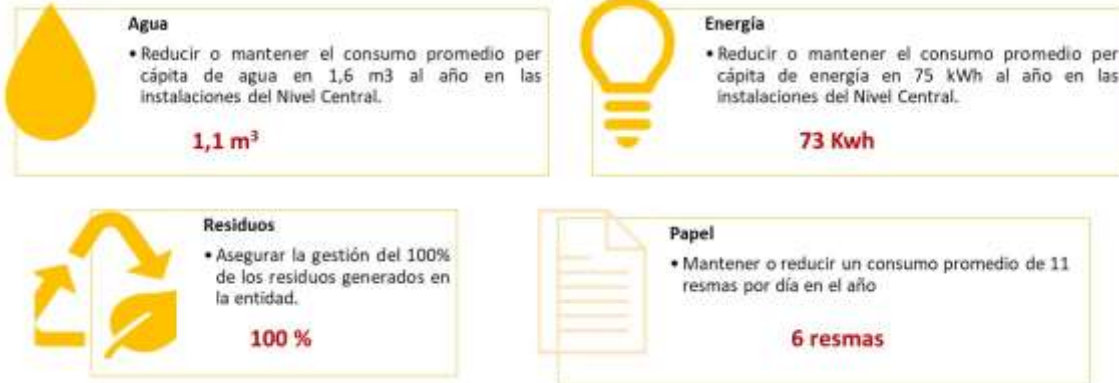 Agua
• Reducir o mantener el consumo promedio per
cápita de agua en 1,6 m3 al año en las
instalaciones del Nivel Central.
1,1 m³
Energía
• Reducir o mantener el consumo promedio per
cápita de energía en 75 kWh al año en las
instalaciones del Nivel Central.
73 Kwh
Residuos
• Asegurar la gestión del 100%
de los residuos generados en
la entidad.
100 %
Papel
• Mantener o reducir un consumo promedio de 11
resmas por día en el año
6 resmas